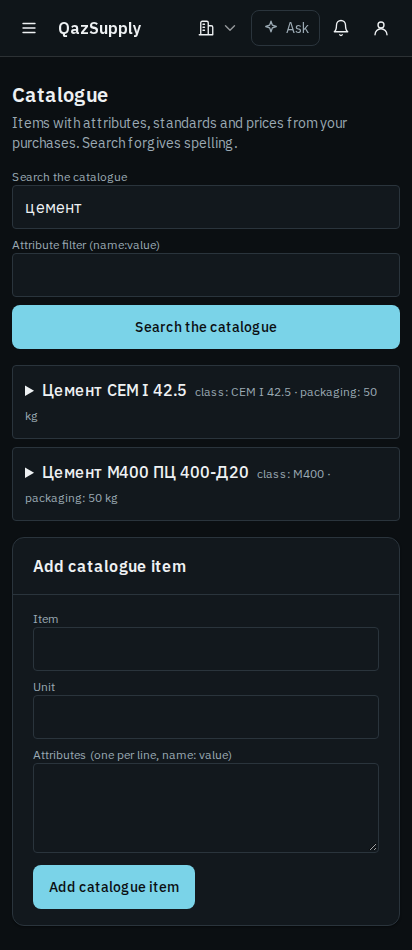 QazSupply
Ask
Catalogue
Items with attributes, standards and prices from your
purchases. Search forgives spelling.
Search the catalogue
цемент
Attribute filter (name:value)
Search the catalogue
Цемент CEM I 42.5 class: CEM I 42.5 · packaging: 50
kg
Цемент М400 ПЦ 400-Д20 class: M400 ·
packaging: 50 kg
Add catalogue item
Item
Unit
Attributes (one per line, name: value)
Add catalogue item